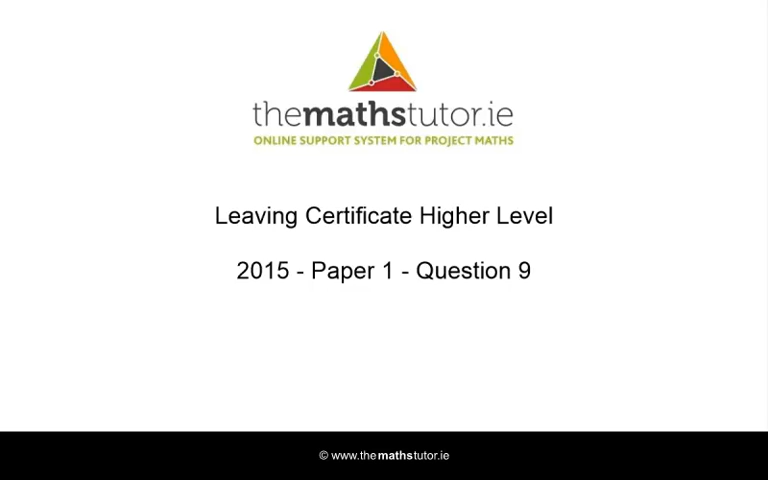 themathstutor.ie
ONLINE SUPPORT SYSTEM FOR PROJECT MATHS
Leaving Certificate Higher Level
2015 - Paper 1 - Question 9
© www.themathstutor.ie